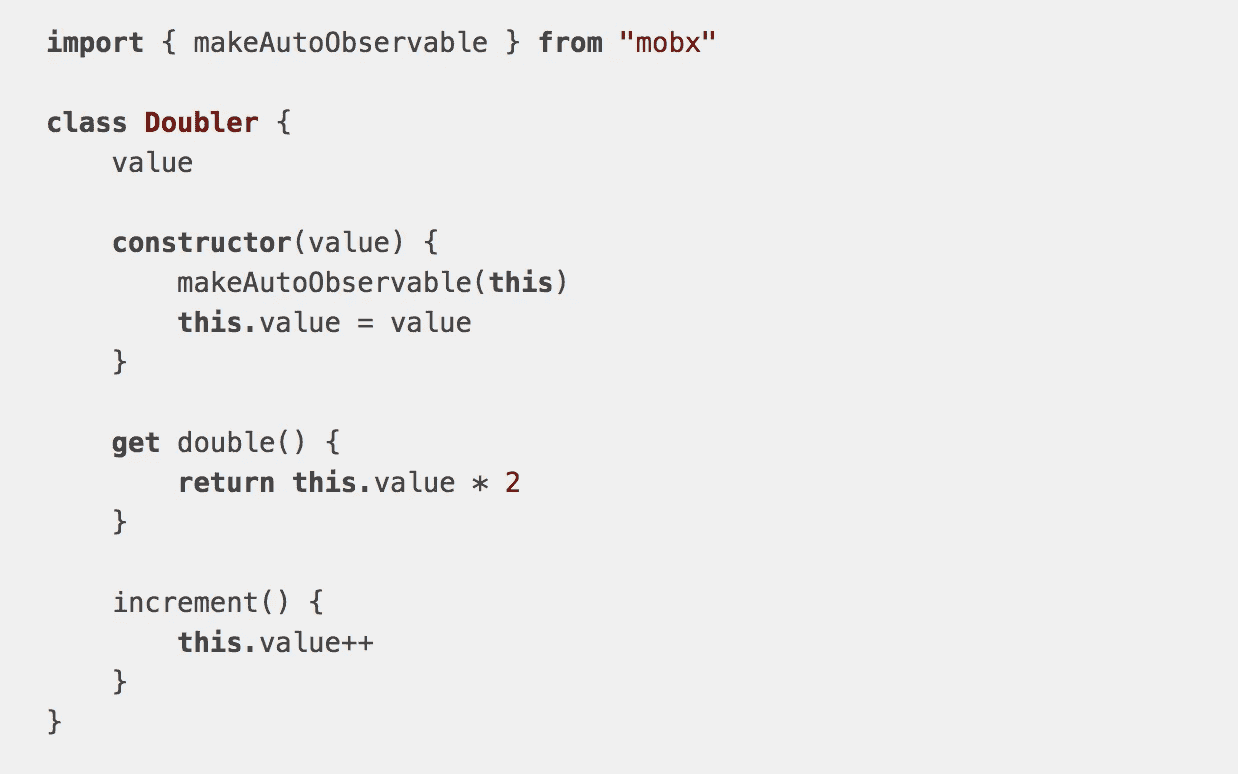 import { makeAutoObservable } from "mobx"
class Doubler {
    value
    constructor(value) {
        makeAutoObservable(this)
        this.value = value
    }
    get double() {
        return this.value * 2
    }
    increment() {
        this.value++
    }
}